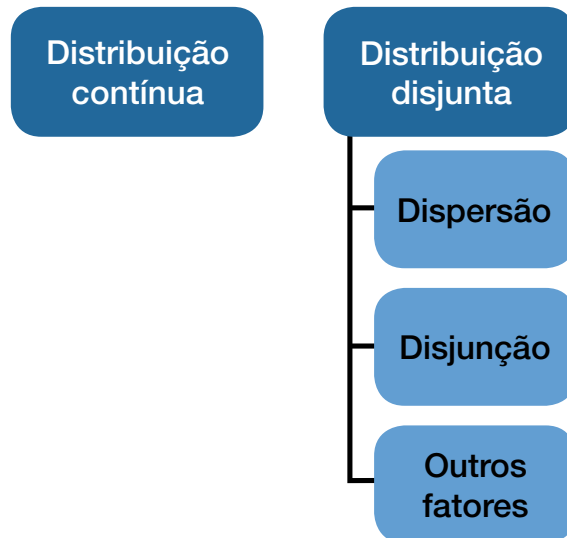 Distribuição
contínua
Distribuição
disjunta
Dispersão
Disjunção
Outros
fatores